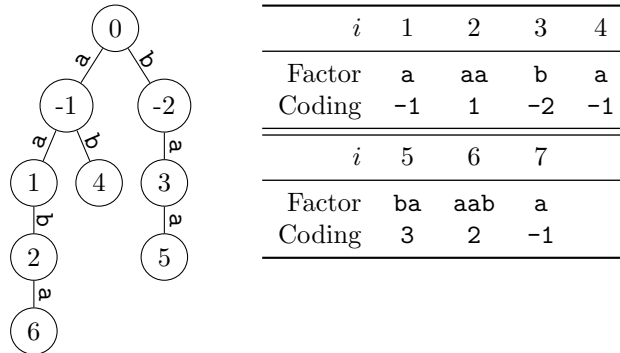 0
a b
-1 -2
a b a
1 4 3
b a
2 5
a
6
i 1 2 3 4
Factor a aa b a
Coding -1 1 -2 -1
i 5 6 7
Factor ba aab a
Coding 3 2 -1